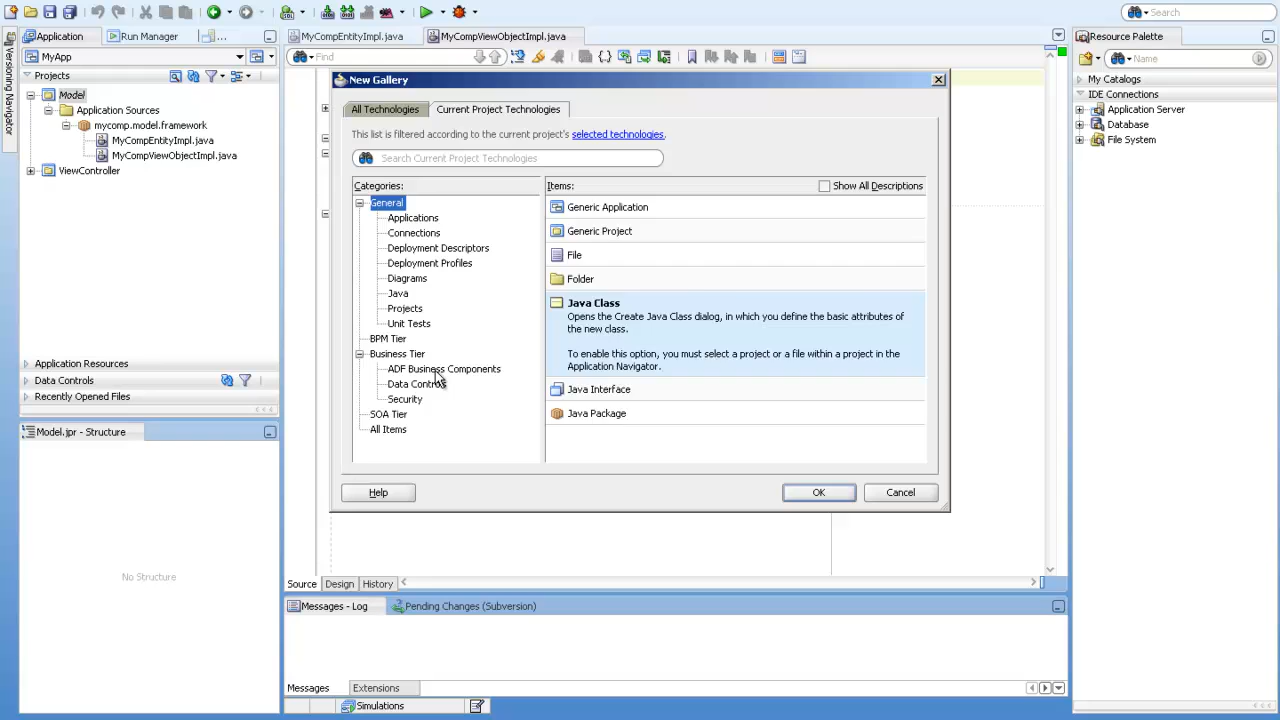 Search
Application
Run Manager
...
MyCompEntityImpl.java
MyCompViewObjectImpl.java
Resource Palette
Versioning Navigator
MyApp
Find
Name
Projects
Model
Application Sources
mycomp.model.framework
MyCompEntityImpl.java
MyCompViewObjectImpl.java
ViewController
My Catalogs
IDE Connections
Application Server
Database
File System
New Gallery
All Technologies
Current Project Technologies
This list is filtered according to the current project's selected technologies.
Search Current Project Technologies
Categories:
General
Applications
Connections
Deployment Descriptors
Deployment Profiles
Diagrams
Java
Projects
Unit Tests
BPM Tier
Business Tier
ADF Business Components
Data Controls
Security
SOA Tier
All Items
Items:
Show All Descriptions
Generic Application
Generic Project
File
Folder
Java Class
Opens the Create Java Class dialog, in which you define the basic attributes of
the new class.
To enable this option, you must select a project or a file within a project in the
Application Navigator.
Java Interface
Java Package
Help
OK
Cancel
Application Resources
Data Controls
Recently Opened Files
Model.jpr - Structure
No Structure
Source
Design
History
Messages - Log
Pending Changes (Subversion)
Messages
Extensions
Simulations